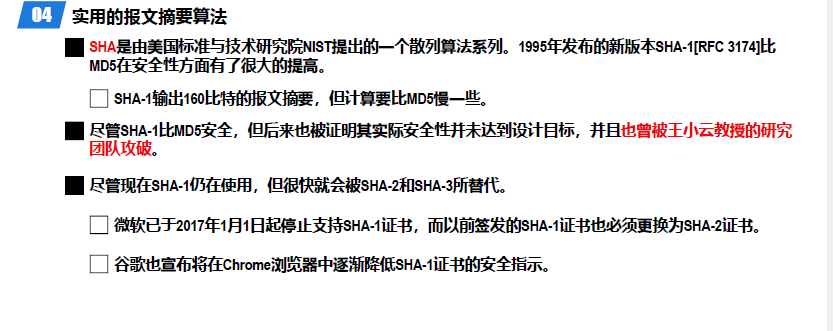 04 实用的报文摘要算法
SHA是由美国标准与技术研究院NIST提出的一个散列算法系列。1995年发布的新版本SHA-1[RFC 3174]比
MD5在安全性方面有了很大的提高。
SHA-1输出160比特的报文摘要，但计算要比MD5慢一些。
尽管SHA-1比MD5安全，但后来也被证明其实际安全性并未达到设计目标，并且也曾被王小云教授的研究
团队攻破。
尽管现在SHA-1仍在使用，但很快就会被SHA-2和SHA-3所替代。
微软已于2017年1月1日起停止支持SHA-1证书，而以前签发的SHA-1证书也必须更换为SHA-2证书。
谷歌也宣布将在Chrome浏览器中逐渐降低SHA-1证书的安全指示。